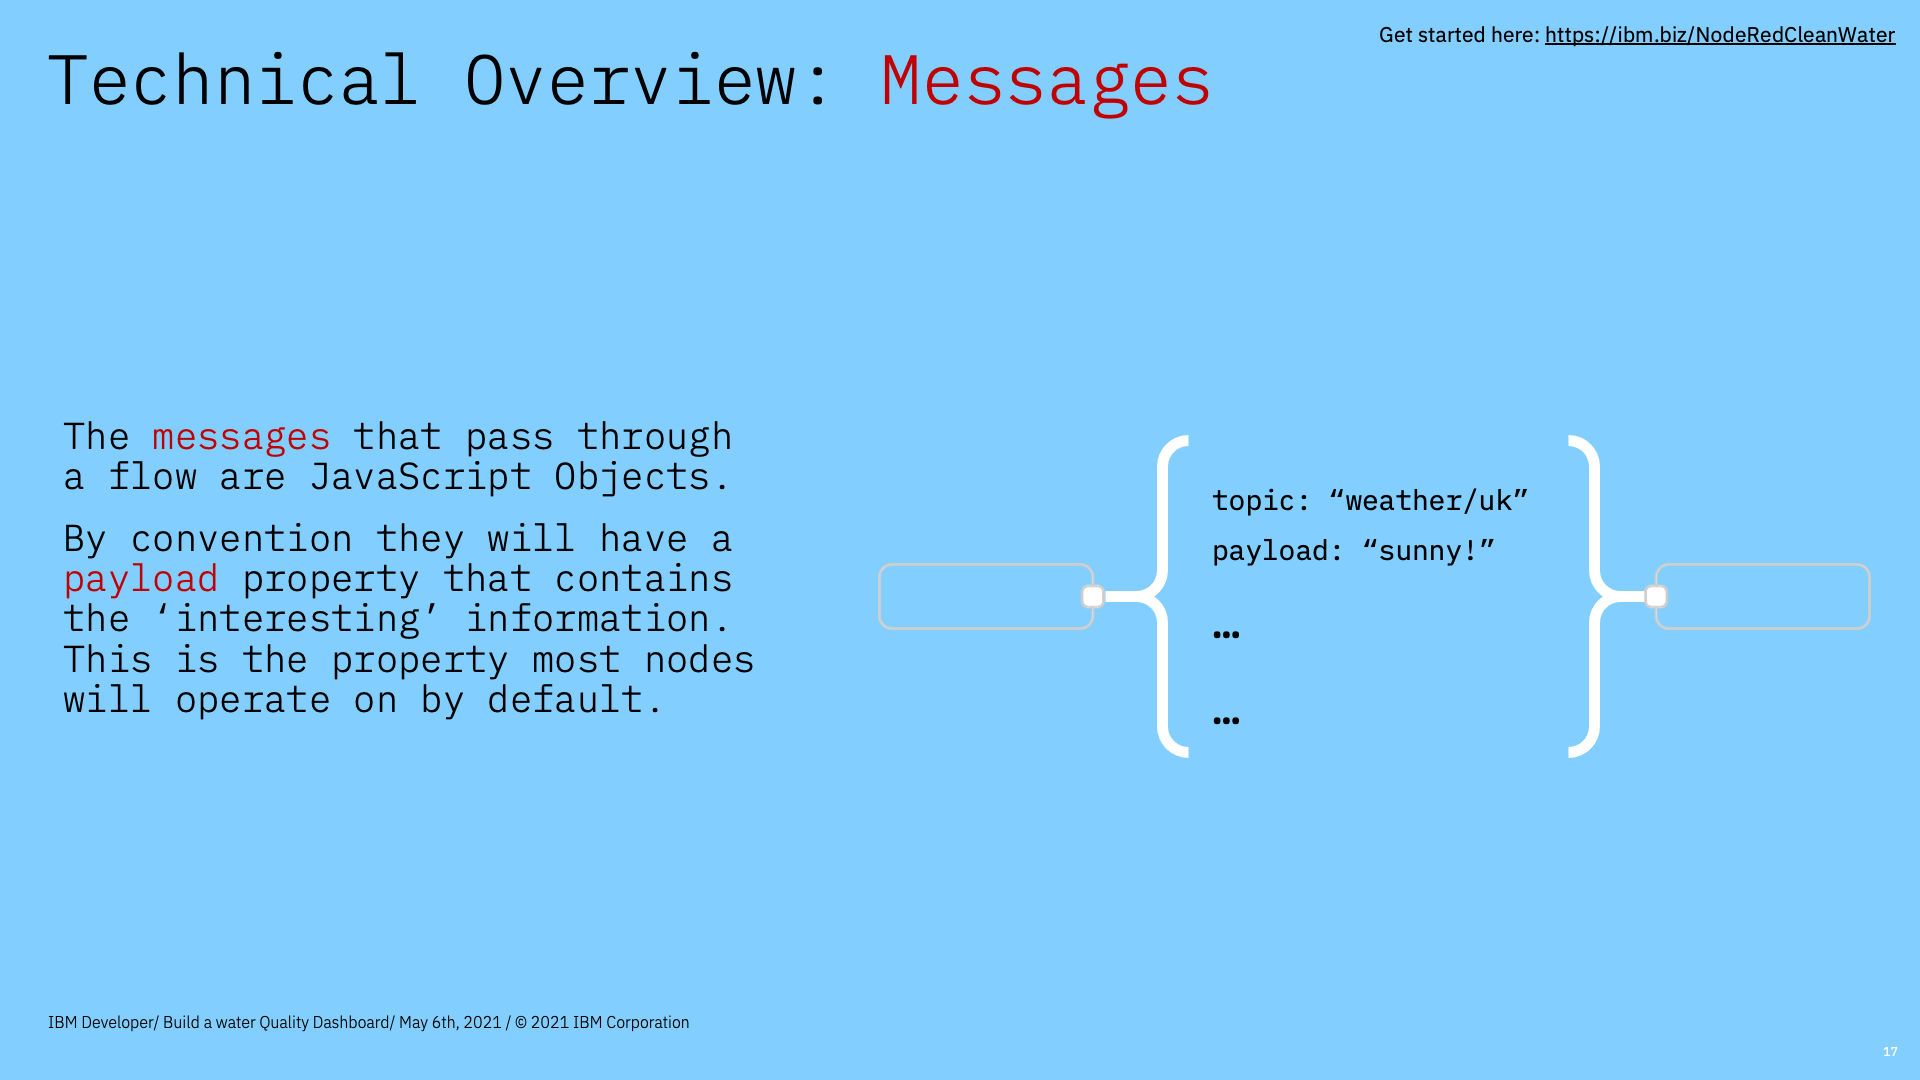 Get started here: https://ibm.biz/NodeRedCleanWater
Technical Overview: Messages
The messages that pass through
a flow are JavaScript Objects.
By convention they will have a
payload property that contains
the ‘interesting’ information.
This is the property most nodes
will operate on by default.
topic: “weather/uk”
payload: “sunny!”
…
…
IBM Developer/ Build a water Quality Dashboard/ May 6th, 2021 / © 2021 IBM Corporation
17